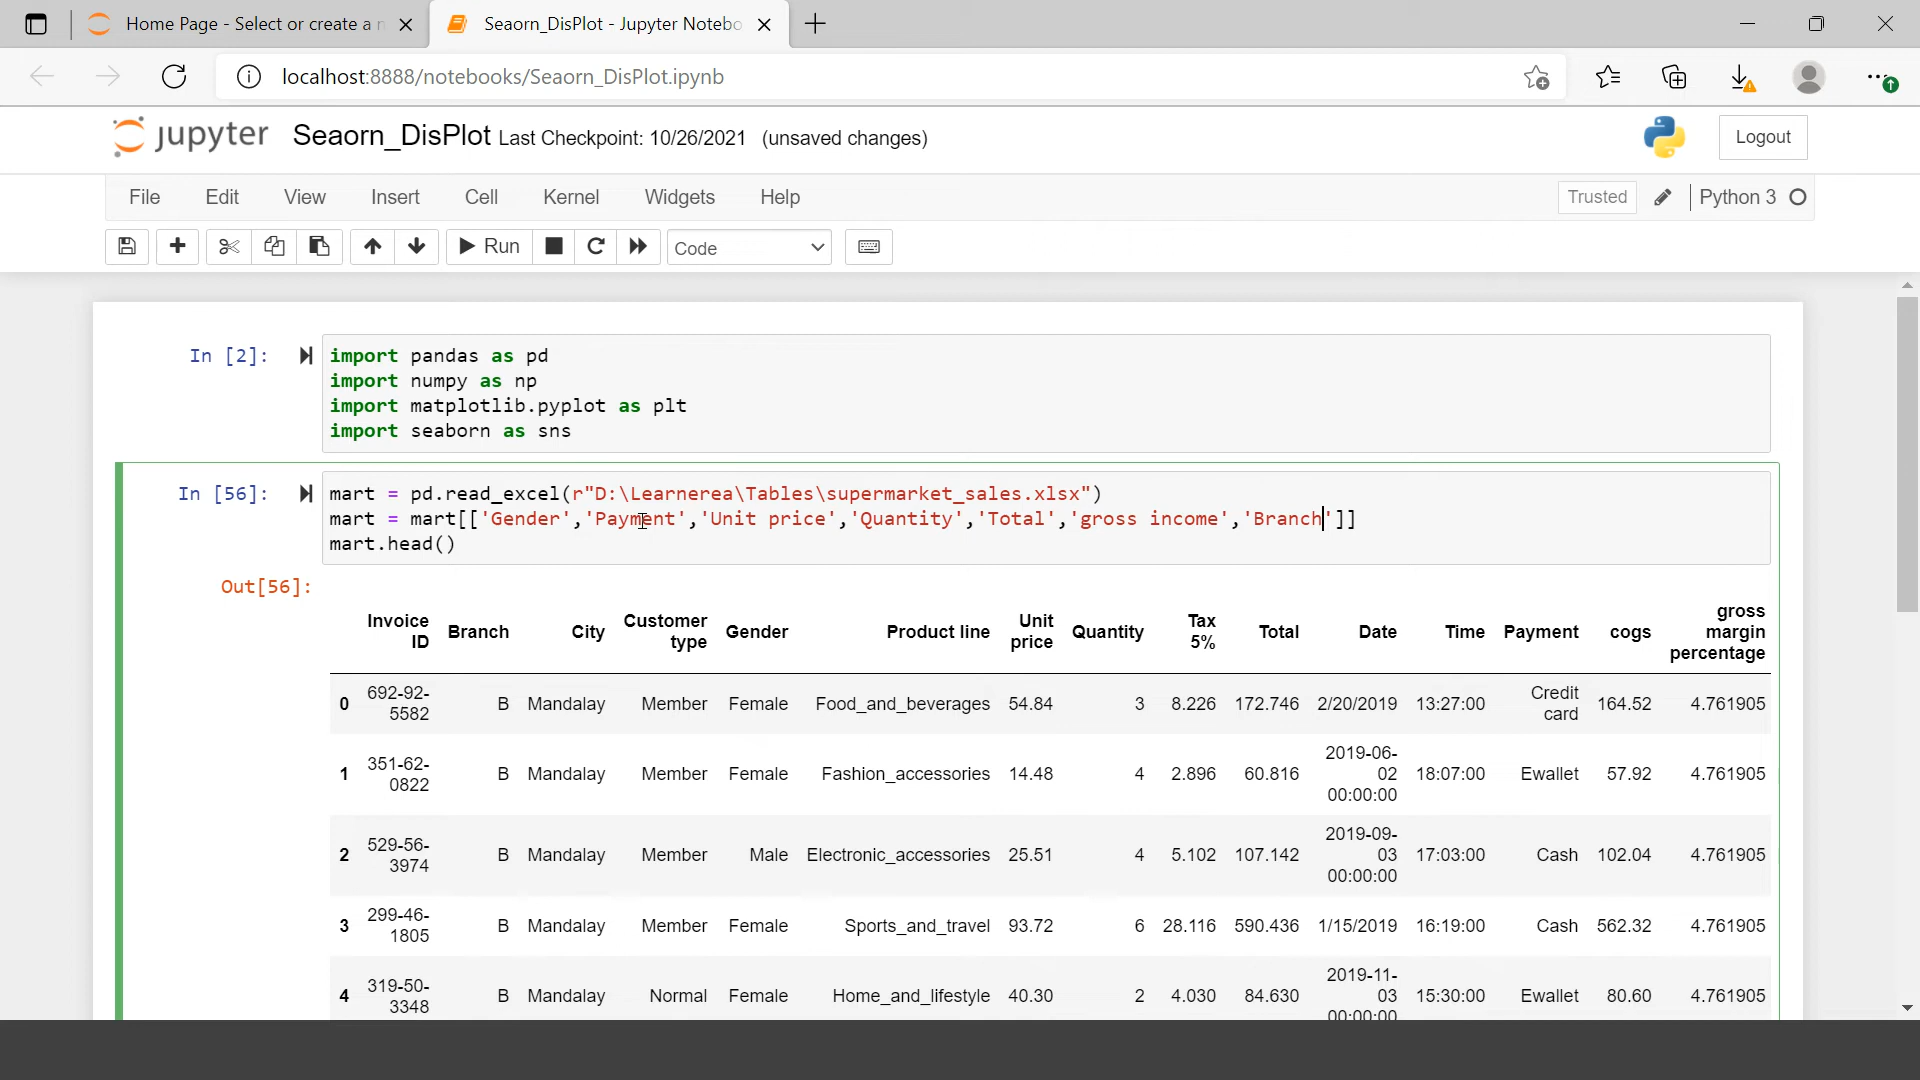 Home Page - Select or create a n
Seaorn_DisPlot - Jupyter Notebo
localhost:8888/notebooks/Seaorn_DisPlot.ipynb
jupyter Seaorn_DisPlot Last Checkpoint: 10/26/2021 (unsaved changes)
Logout
File Edit View Insert Cell Kernel Widgets Help
Trusted Python 3
Run Code
In [2]: import pandas as pd
import numpy as np
import matplotlib.pyplot as plt
import seaborn as sns
In [56]: mart = pd.read_excel(r"D:\Learnerea\Tables\supermarket_sales.xlsx")
mart = mart[['Gender','Payment','Unit price','Quantity','Total','gross income','Branch']]
mart.head()
Out[56]:
Invoice ID Branch City Customer type Gender Product line Unit price Quantity Tax 5% Total Date Time Payment cogs gross margin percentage
0 692-92-5582 B Mandalay Member Female Food_and_beverages 54.84 3 8.226 172.746 2/20/2019 13:27:00 Credit card 164.52 4.761905
1 351-62-0822 B Mandalay Member Female Fashion_accessories 14.48 4 2.896 60.816 2019-06-02 00:00:00 18:07:00 Ewallet 57.92 4.761905
2 529-56-3974 B Mandalay Member Male Electronic_accessories 25.51 4 5.102 107.142 2019-09-03 00:00:00 17:03:00 Cash 102.04 4.761905
3 299-46-1805 B Mandalay Member Female Sports_and_travel 93.72 6 28.116 590.436 1/15/2019 16:19:00 Cash 562.32 4.761905
4 319-50-3348 B Mandalay Normal Female Home_and_lifestyle 40.30 2 4.030 84.630 2019-11-03 00:00:00 15:30:00 Ewallet 80.60 4.761905